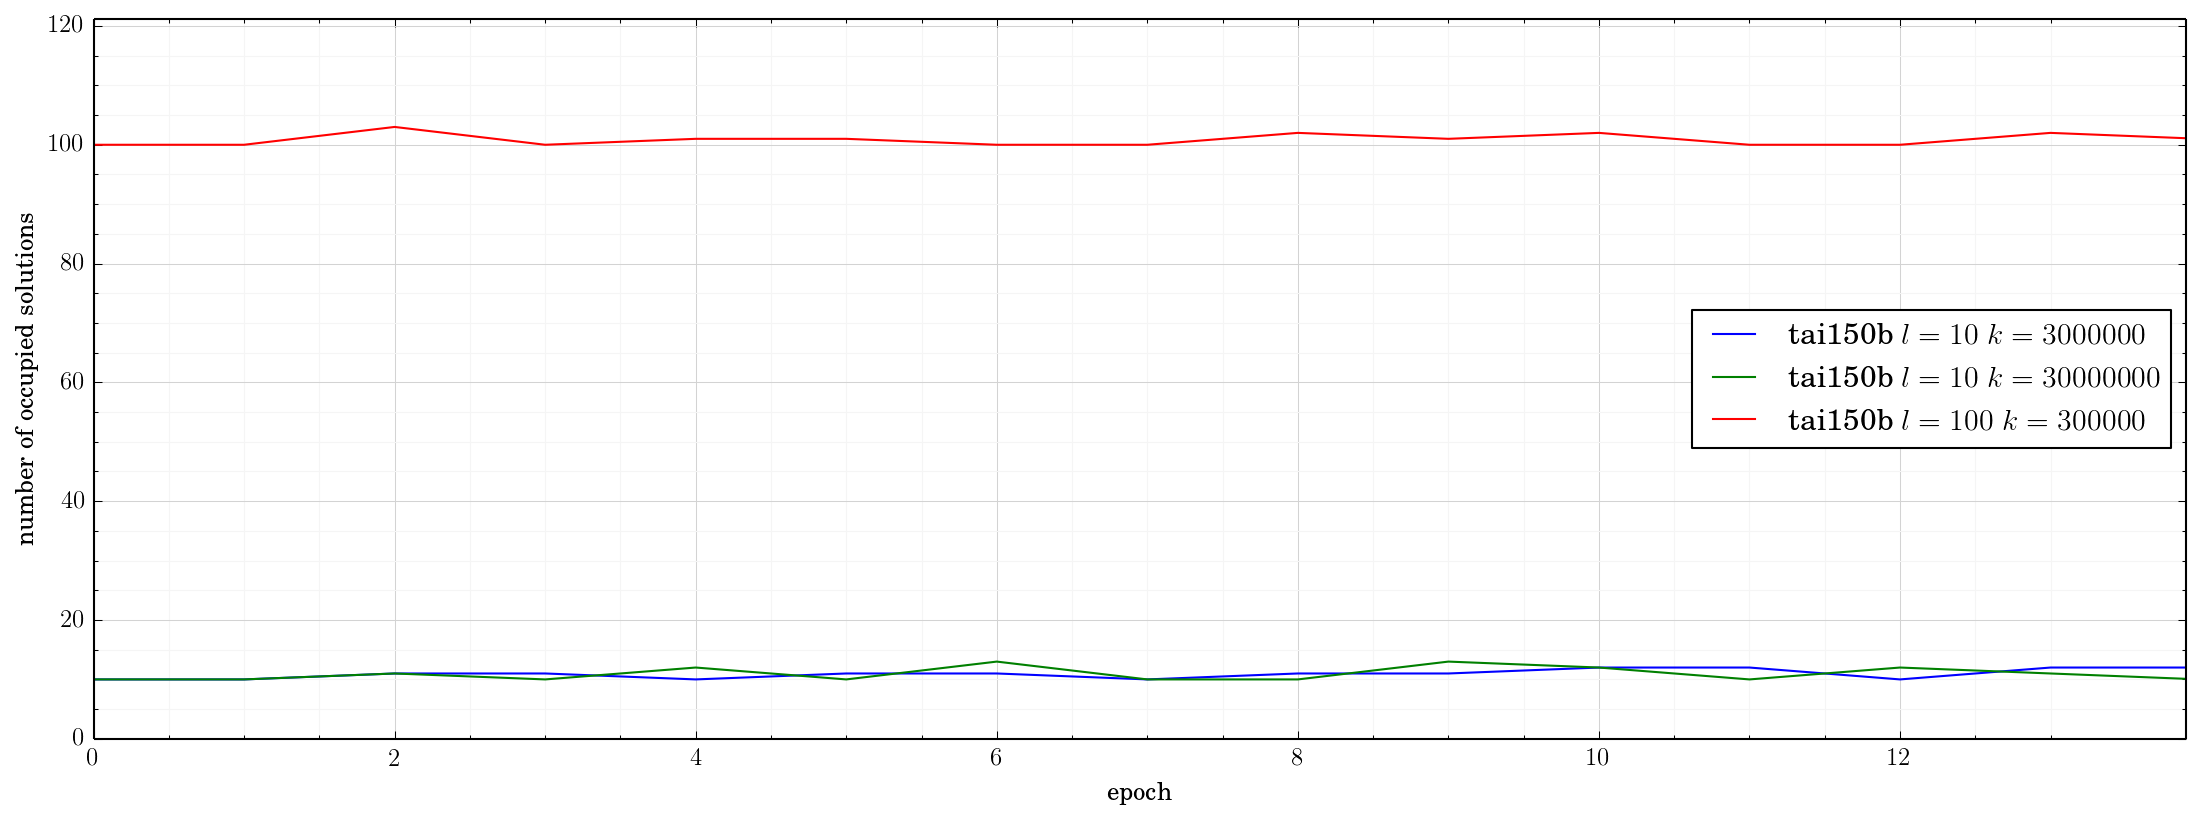 120
100
80
60
40
20
0
number of occupied solutions
tai150b l = 10 k = 3000000
tai150b l = 10 k = 30000000
tai150b l = 100 k = 300000
0 2 4 6 8 10 12
epoch